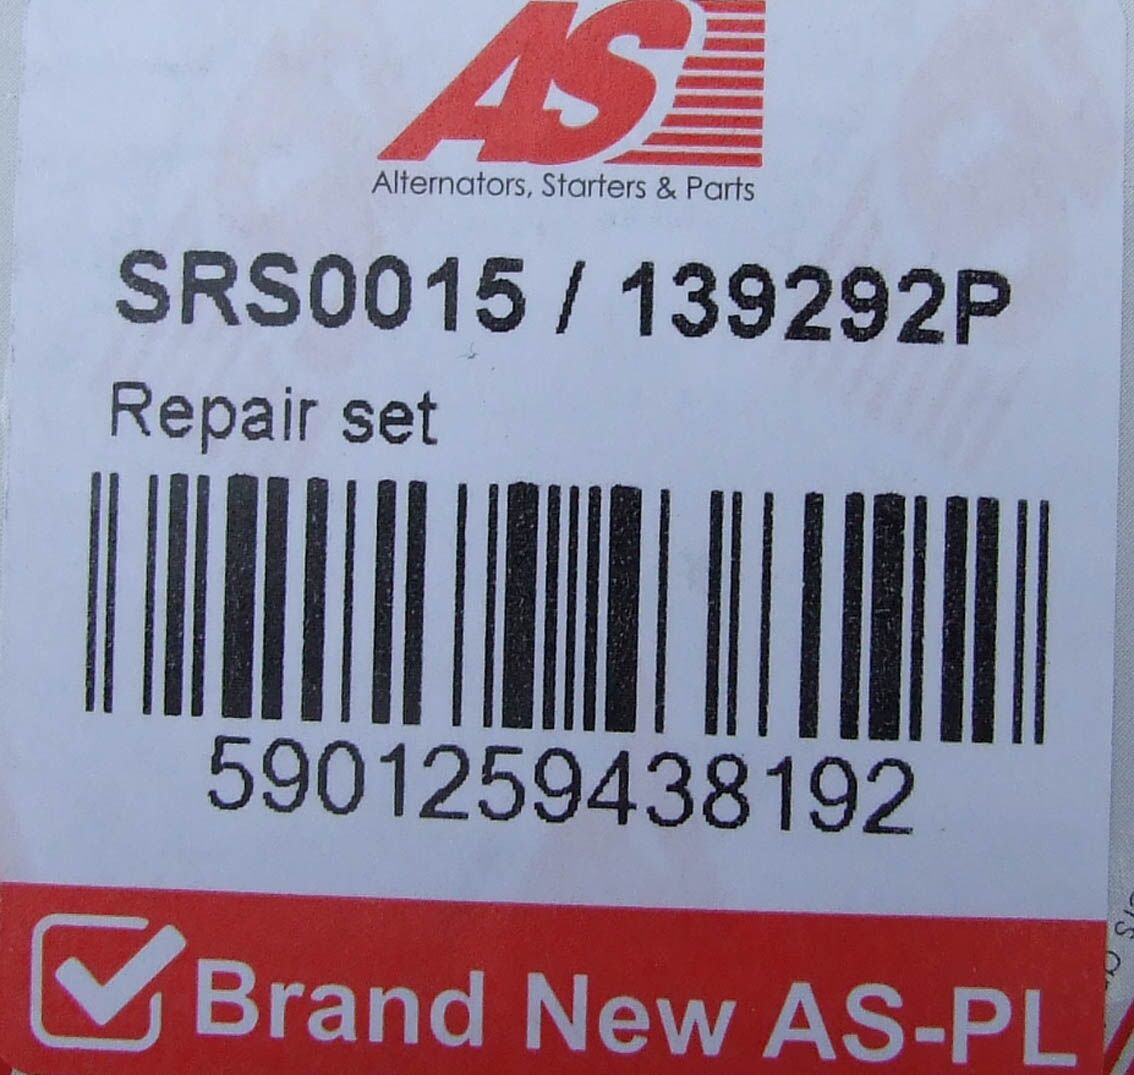 AS
Alternators, Starters & Parts
SRS0015 / 139292P
Repair set
5901259438192
Brand New AS-PL